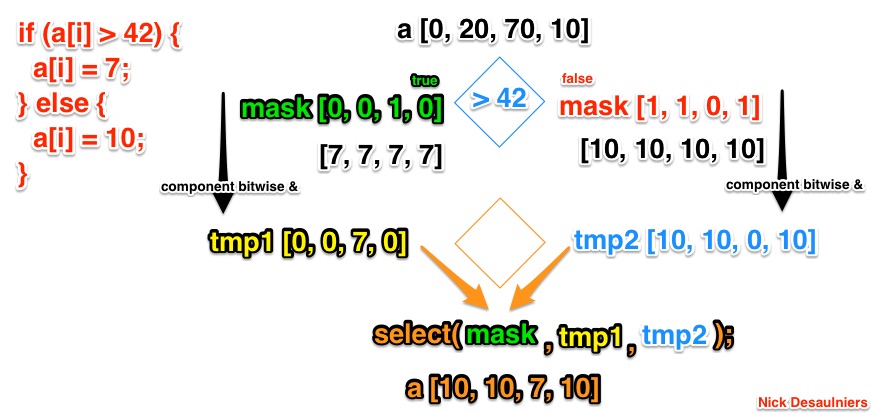 if (a[i] > 42) {
a[i] = 7;
} else {
a[i] = 10;
}
a [0, 20, 70, 10]
true
mask [0, 0, 1, 0]
> 42
false
mask [1, 1, 0, 1]
[7, 7, 7, 7]
[10, 10, 10, 10]
component bitwise &
component bitwise &
tmp1 [0, 0, 7, 0]
tmp2 [10, 10, 0, 10]
select( mask , tmp1 , tmp2 );
a [10, 10, 7, 10]
Nick Desaulniers